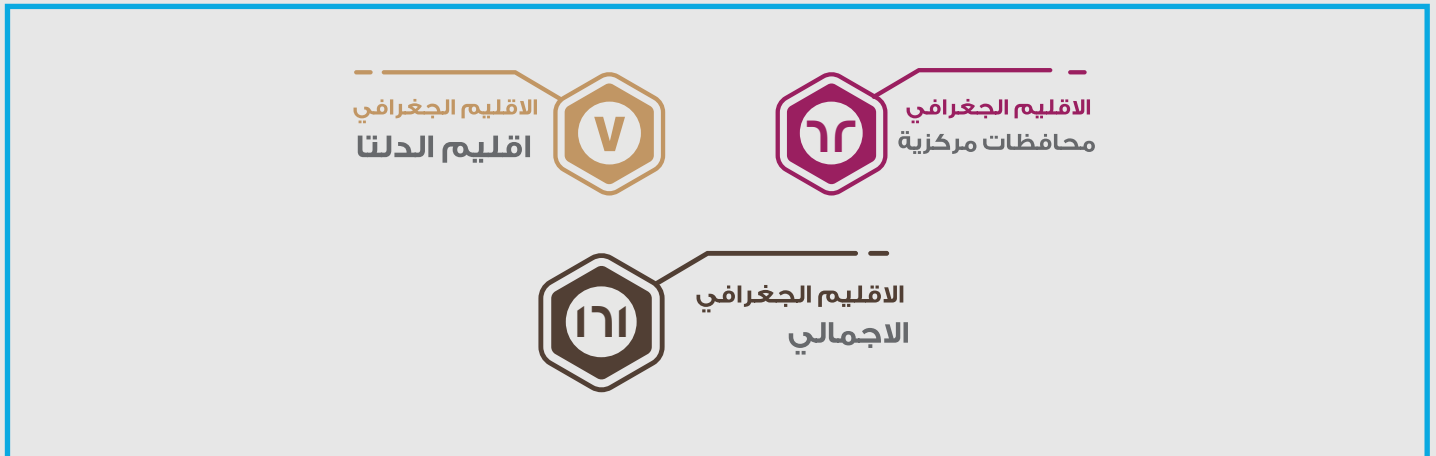 الاقليم الجغرافي
محافظات مركزية
٦٢
الاقليم الجغرافي
اقليم الدلتا
٧
الاقليم الجغرافي
الاجمالي
١٦١